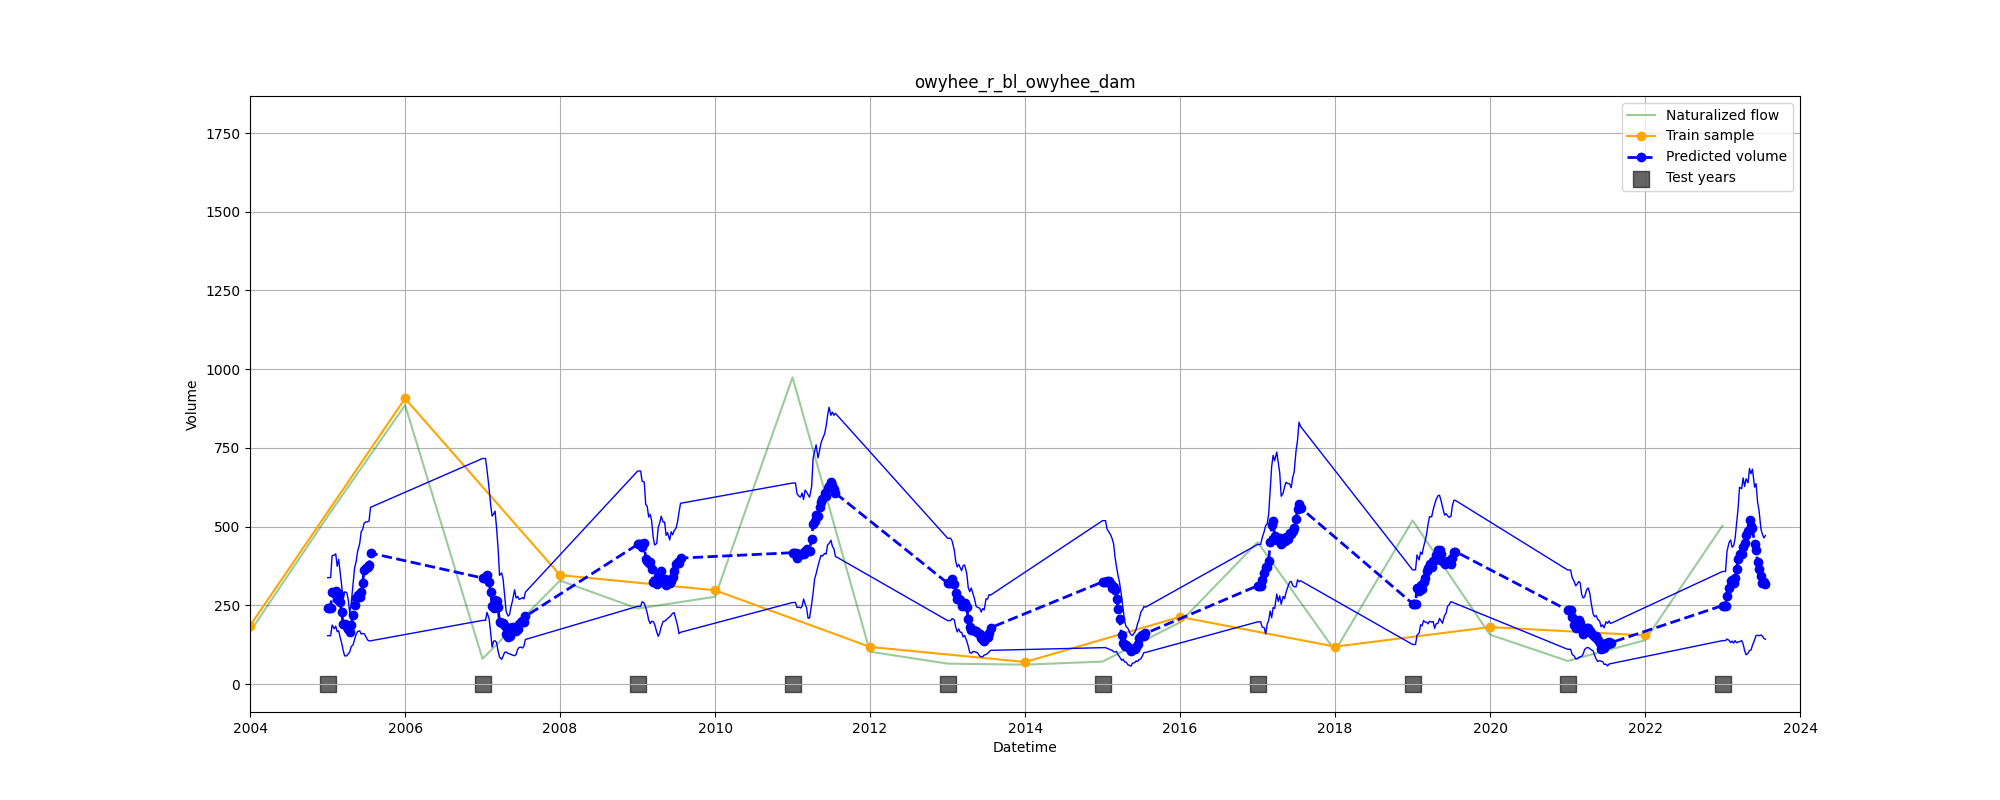 owyhee_r_bl_owyhee_dam
Naturalized flow
Train sample
Predicted volume
Test years
Volume
1750
1500
1250
1000
750
500
250
0
2004 2006 2008 2010 2012 2014 2016 2018 2020 2022 2024
Datetime